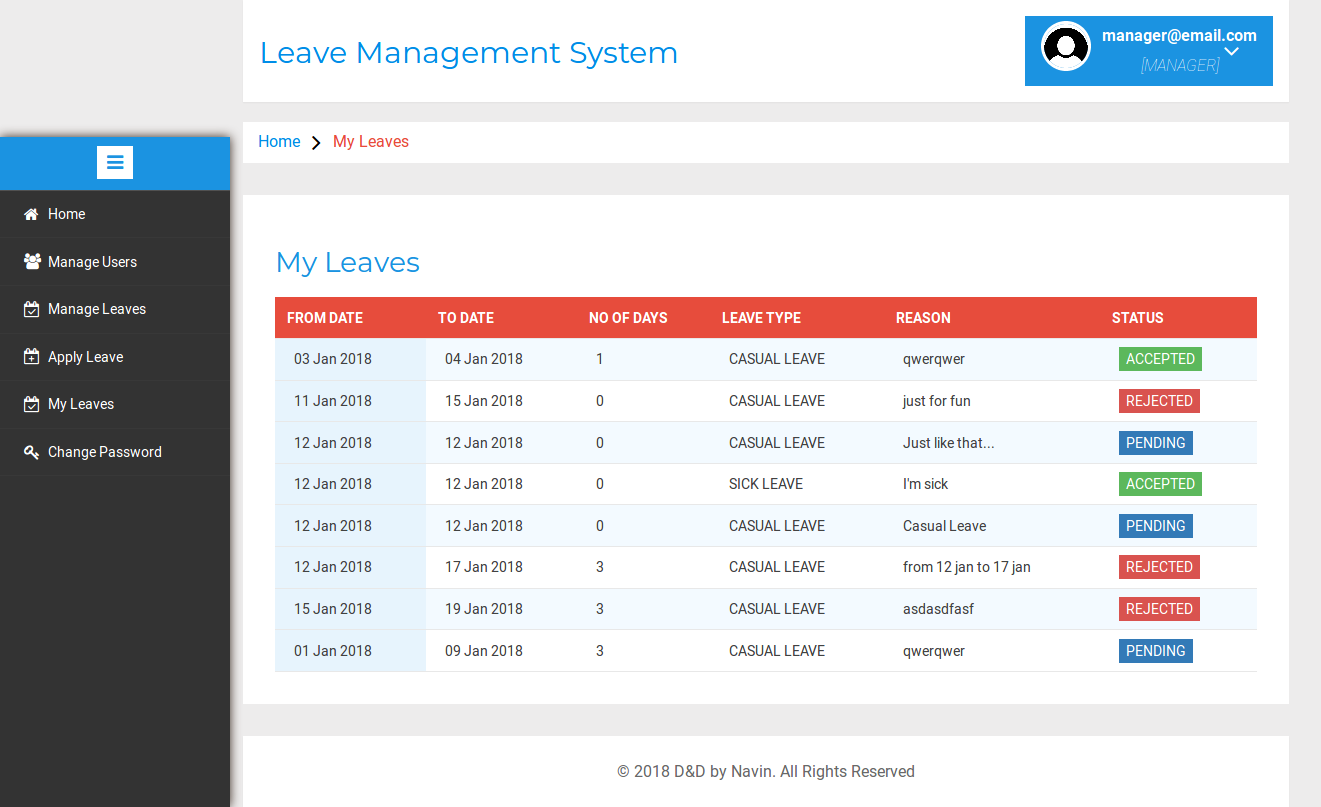 Leave Management System
manager@email.com
[MANAGER]
Home My Leaves
Home
Manage Users
Manage Leaves
Apply Leave
My Leaves
Change Password
My Leaves
FROM DATE TO DATE NO OF DAYS LEAVE TYPE REASON STATUS
03 Jan 2018 04 Jan 2018 1 CASUAL LEAVE qwerqwer ACCEPTED
11 Jan 2018 15 Jan 2018 0 CASUAL LEAVE just for fun REJECTED
12 Jan 2018 12 Jan 2018 0 CASUAL LEAVE Just like that... PENDING
12 Jan 2018 12 Jan 2018 0 SICK LEAVE I'm sick ACCEPTED
12 Jan 2018 12 Jan 2018 0 CASUAL LEAVE Casual Leave PENDING
12 Jan 2018 17 Jan 2018 3 CASUAL LEAVE from 12 jan to 17 jan REJECTED
15 Jan 2018 19 Jan 2018 3 CASUAL LEAVE asdasdfasf REJECTED
01 Jan 2018 09 Jan 2018 3 CASUAL LEAVE qwerqwer PENDING
© 2018 D&D by Navin. All Rights Reserved